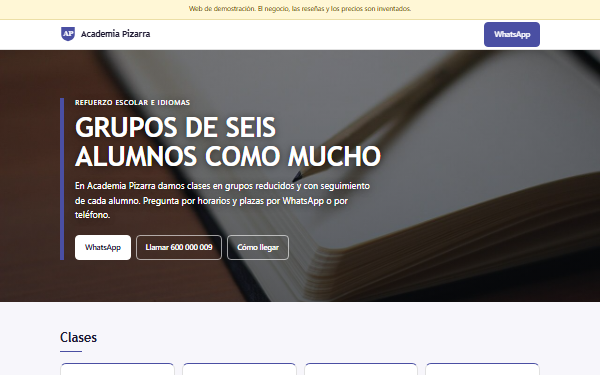 Web de demostración. El negocio, las reseñas y los precios son inventados.
AP Academia Pizarra
WhatsApp
REFUERZO ESCOLAR E IDIOMAS
GRUPOS DE SEIS
ALUMNOS COMO MUCHO
En Academia Pizarra damos clases en grupos reducidos y con seguimiento
de cada alumno. Pregunta por horarios y plazas por WhatsApp o por
teléfono.
WhatsApp
Llamar 600 000 009
Cómo llegar
Clases